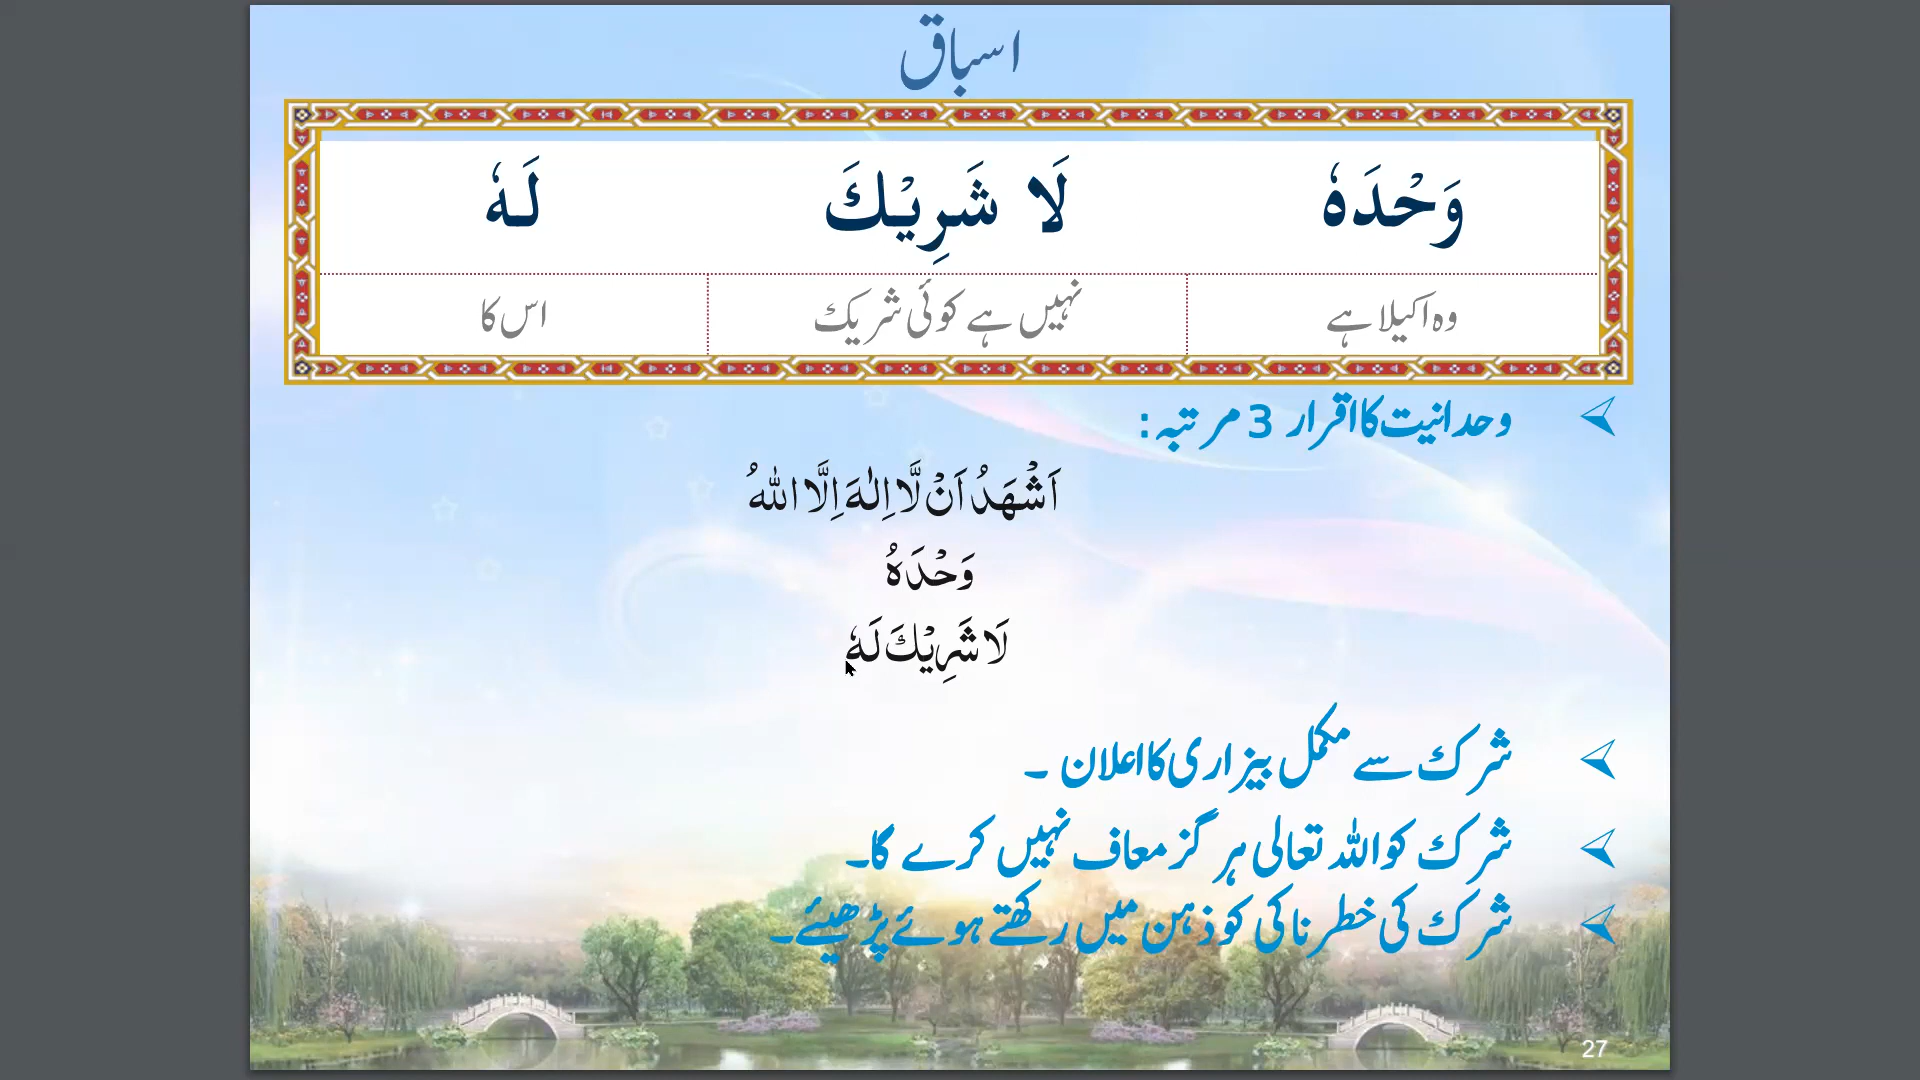 اسباق
وَحْدَهٗ لَا شَرِيْكَ لَهٗ
وہ اکیلا ہے نہیں ہے کوئی شریک اس کا
وحدانیت کا اقرار 3 مرتبہ :
اَشْهَدُ اَنْ لَّا اِلٰهَ اِلَّا اللّٰهُ
وَحْدَهُ
لَا شَرِيْكَ لَهٗ
شرک سے مکمل بیزاری کا اعلان ۔
شرک کو اللہ تعالی ہر گز معاف نہیں کرے گا۔
شرک کی خطرناکی کو ذہن میں رکھتے ہوئے پڑھیئے۔
27